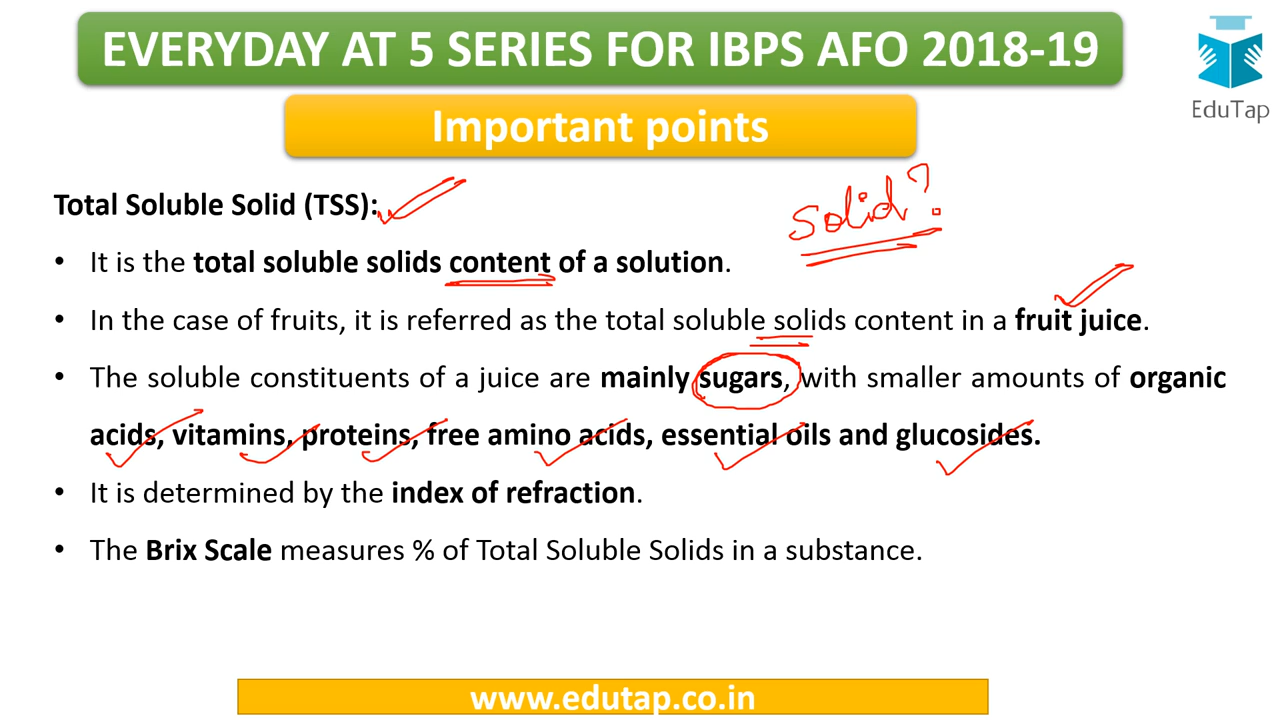 EVERYDAY AT 5 SERIES FOR IBPS AFO 2018-19
EduTap
Important points
Total Soluble Solid (TSS):
solid?
• It is the total soluble solids content of a solution.
• In the case of fruits, it is referred as the total soluble solids content in a fruit juice.
• The soluble constituents of a juice are mainly sugars, with smaller amounts of organic
acids, vitamins, proteins, free amino acids, essential oils and glucosides.
• It is determined by the index of refraction.
• The Brix Scale measures % of Total Soluble Solids in a substance.
www.edutap.co.in